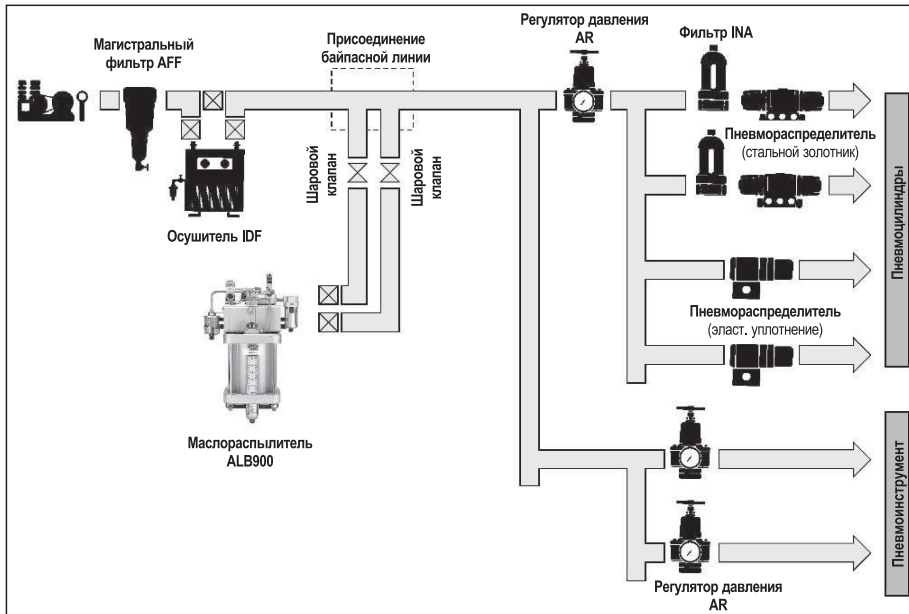 Регулятор давления
AR
Фильтр INA
Магистральный
фильтр AFF
Присоединение
байпасной линии
Пневмораспределитель
(стальной золотник)
Шаровой
клапан
Шаровой
клапан
Осушитель IDF
Пневмоцилиндры
Пневмораспределитель
(эласт. уплотнение)
Маслораспылитель
ALB900
Пневмоинструмент
Регулятор давления
AR